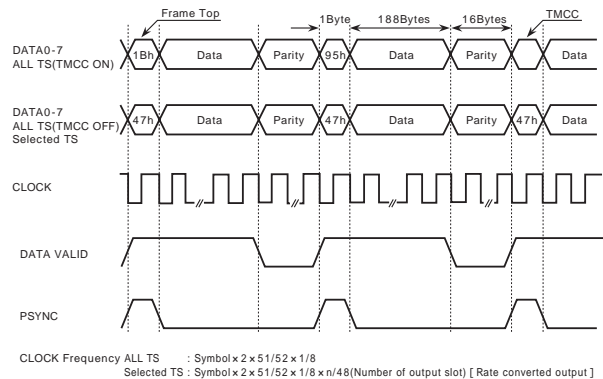 Frame Top
1Byte
188Bytes
16Bytes
TMCC
DATA0-7
ALL TS(TMCC ON)
1Bh Data Parity 95h Data Parity Data
DATA0-7
ALL TS(TMCC OFF)
Selected TS
47h Data Parity 47h Data Parity 47h Data
CLOCK
DATA VALID
PSYNC
CLOCK Frequency ALL TS : Symbol×2×51/52×1/8
Selected TS : Symbol×2×51/52×1/8×n/48(Number of output slot) [ Rate converted output ]